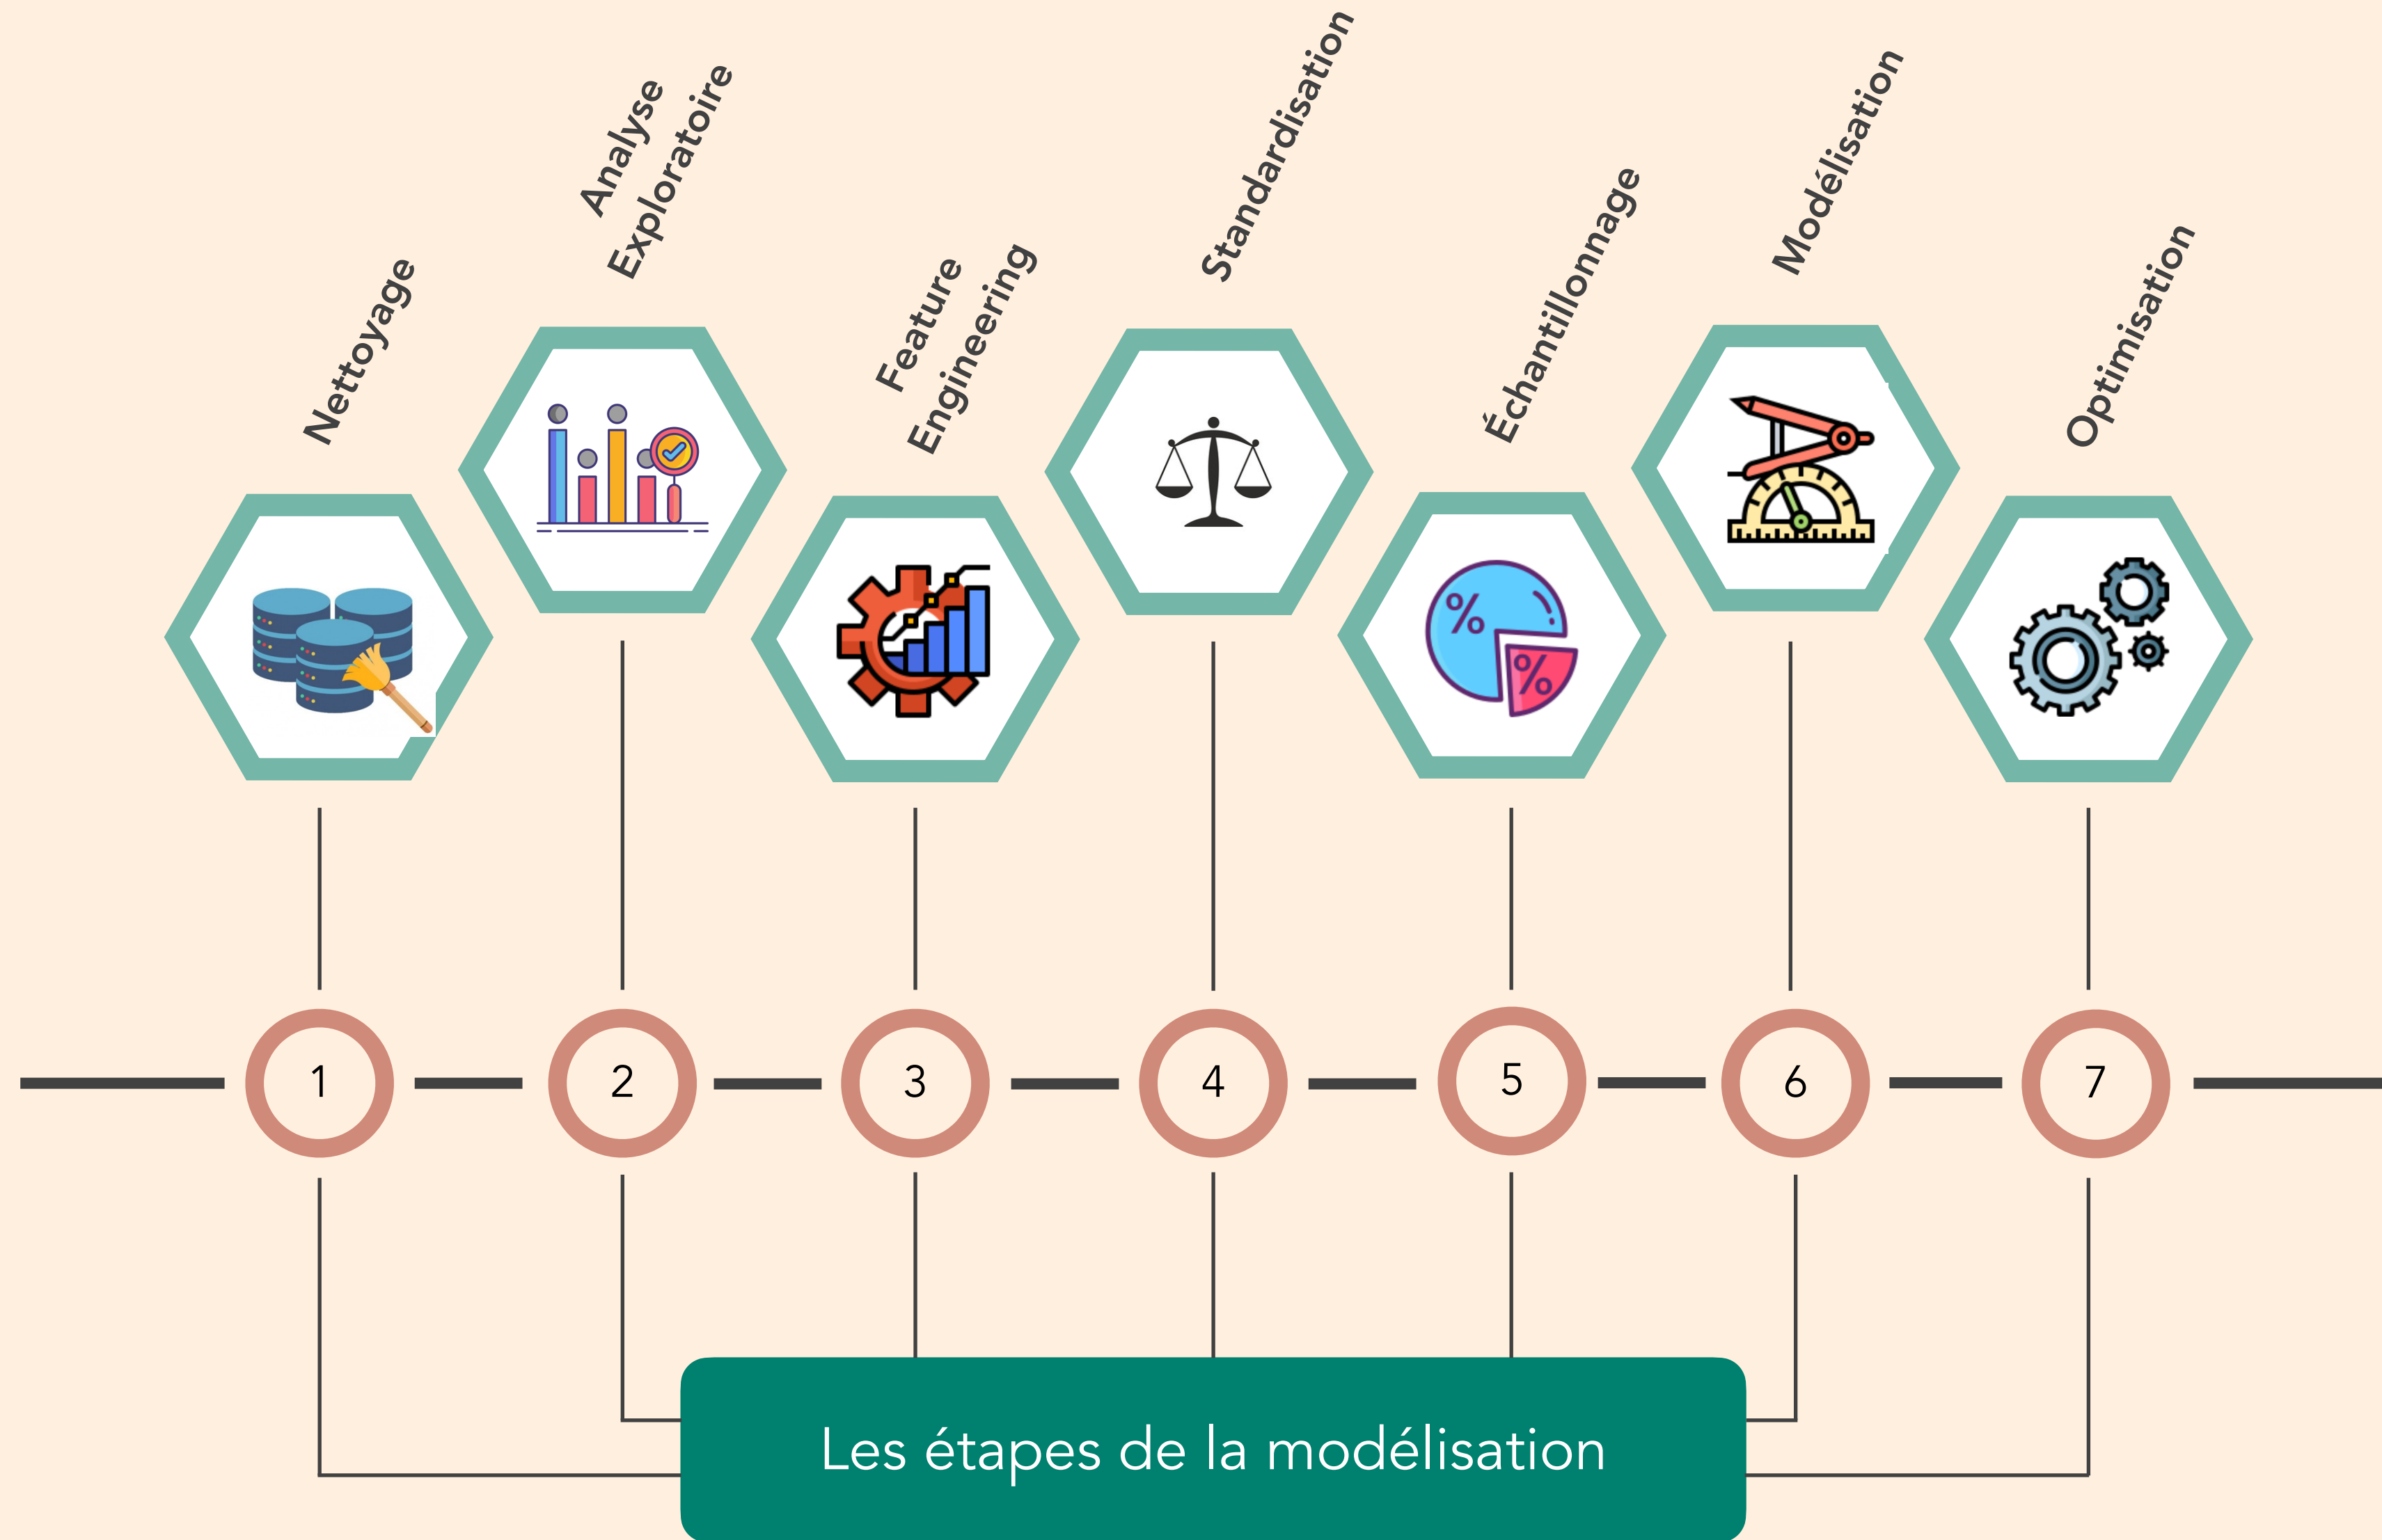 Nettoyage
Analyse
Exploratoire
Feature
Engineering
Standardisation
Échantillonnage
Modélisation
Optimisation
%
%
1
2
3
4
5
6
7
Les étapes de la modélisation